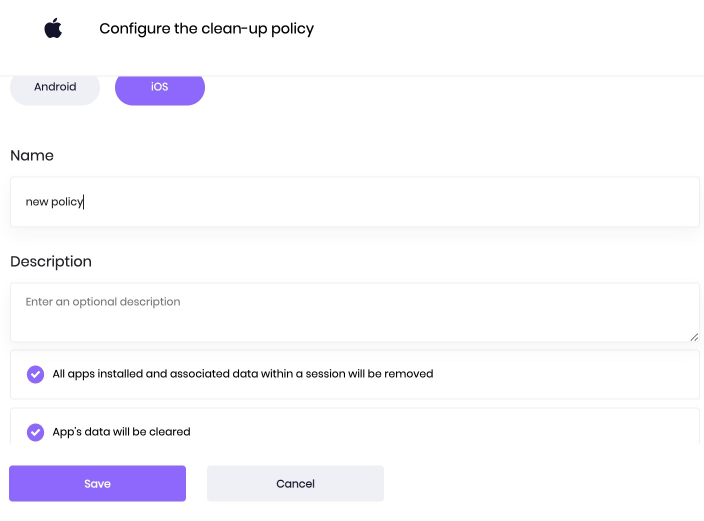 Configure the clean-up policy
Android
iOS
Name
new policy
Description
Enter an optional description
All apps installed and associated data within a session will be removed
App's data will be cleared
Save
Cancel